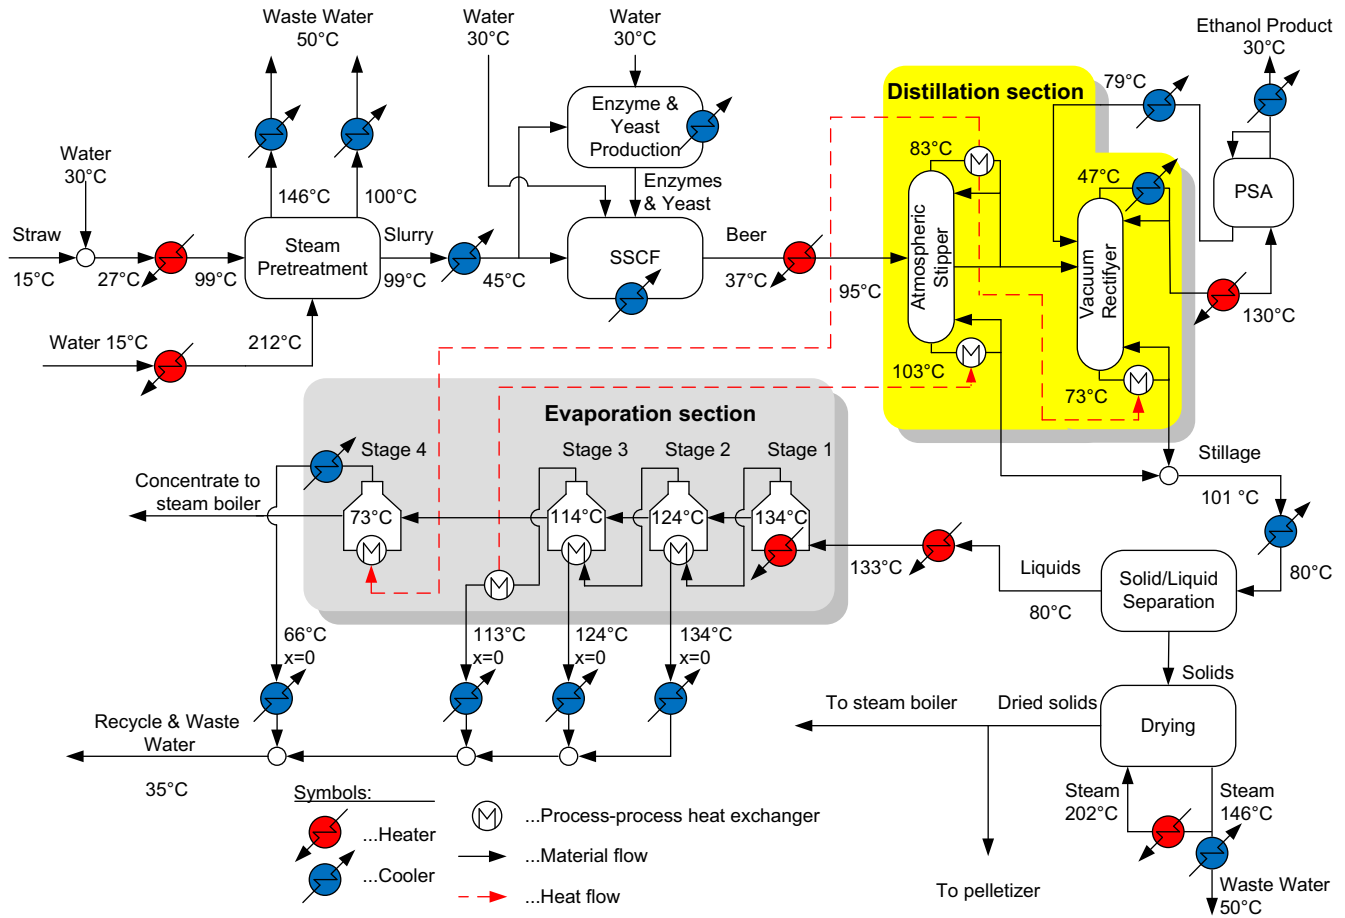 Waste Water
50°C
Water
30°C
Water
30°C
Ethanol Product
30°C
79°C
Distillation section
Enzyme &
Yeast
Production
Water
30°C
83°C
47°C
PSA
146°C
100°C
Enzymes
& Yeast
Straw
15°C
27°C
99°C
Steam
Pretreatment
Slurry
99°C
45°C
SSCF
Beer
37°C
95°C
Atmospheric
Stipper
Vacuum
Rectifyer
130°C
Water 15°C
212°C
103°C
73°C
Evaporation section
Stage 4
Stage 3
Stage 2
Stage 1
Stillage
101 °C
Concentrate to
steam boiler
73°C
114°C
124°C
134°C
133°C
Liquids
80°C
Solid/Liquid
Separation
80°C
66°C
x=0
113°C
x=0
124°C
x=0
134°C
x=0
Solids
Recycle & Waste
Water
35°C
To steam boiler
Dried solids
Drying
Steam
202°C
Steam
146°C
To pelletizer
Waste Water
50°C
Symbols:
...Heater
...Cooler
...Process-process heat exchanger
...Material flow
...Heat flow